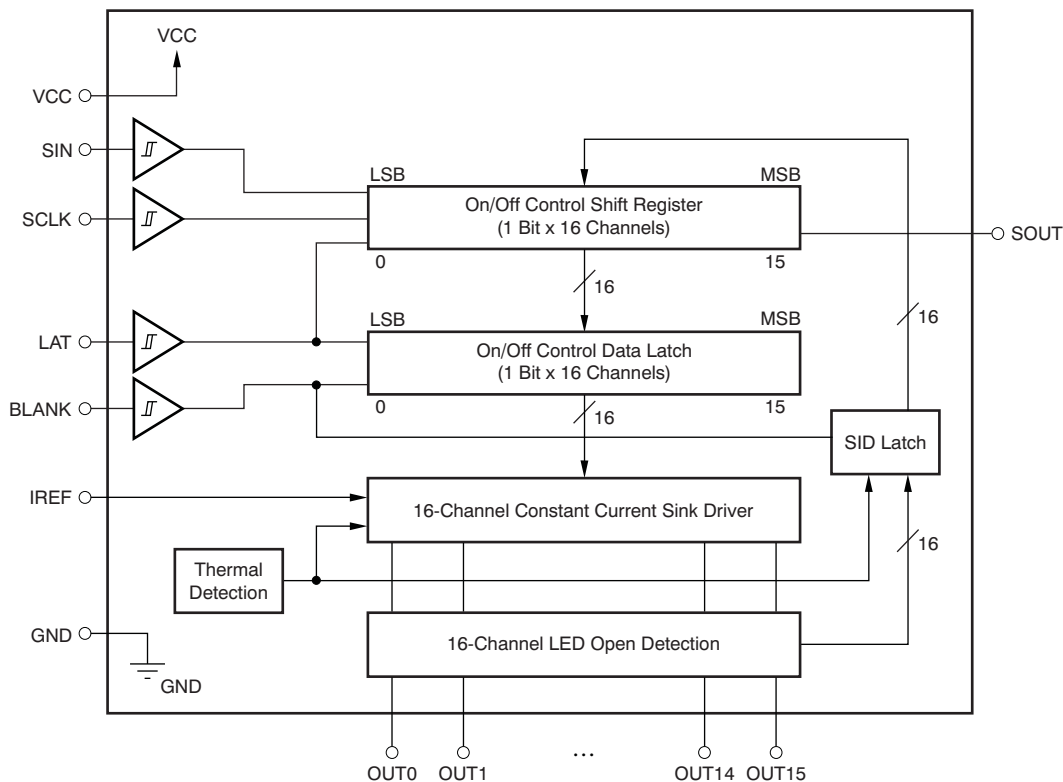 VCC
VCC
SIN
LSB
MSB
SCLK
On/Off Control Shift Register
(1 Bit x 16 Channels)
SOUT
0
15
16
16
LSB
MSB
LAT
On/Off Control Data Latch
(1 Bit x 16 Channels)
BLANK
0
15
16
SID Latch
IREF
16-Channel Constant Current Sink Driver
16
Thermal
Detection
GND
16-Channel LED Open Detection
GND
OUT0
OUT1
...
OUT14
OUT15